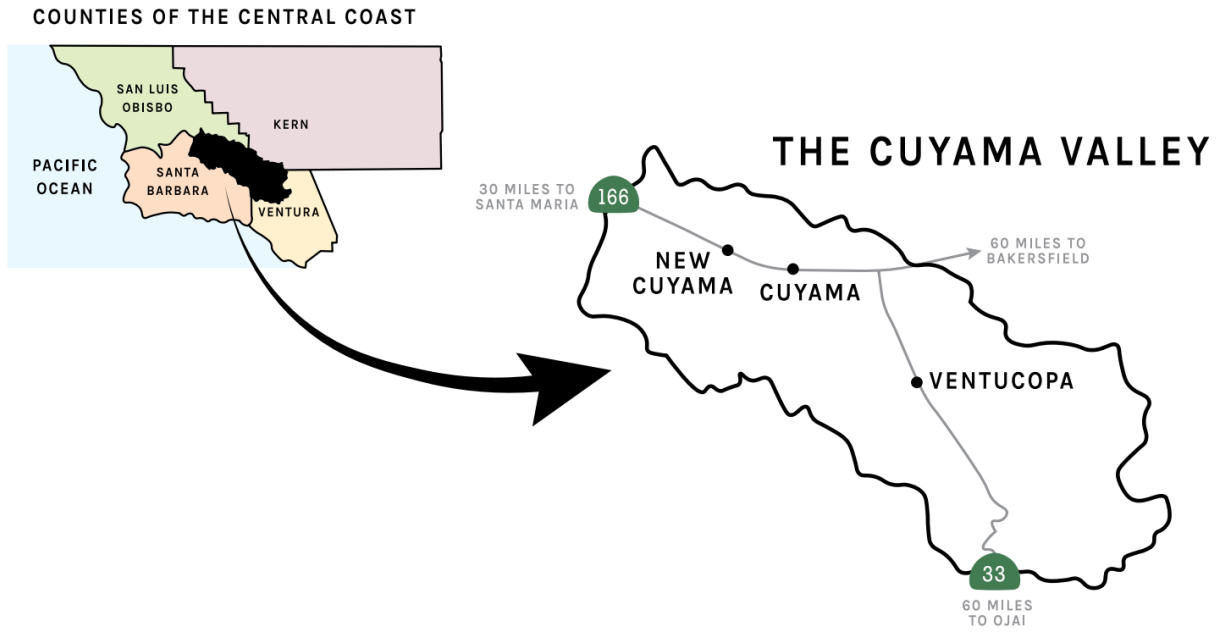 COUNTIES OF THE CENTRAL COAST
SAN LUIS
OBISBO
KERN
PACIFIC
OCEAN
SANTA
BARBARA
VENTURA
THE CUYAMA VALLEY
30 MILES TO
SANTA MARIA
166
60 MILES TO
BAKERSFIELD
NEW
CUYAMA
CUYAMA
VENTUCOPA
33
60 MILES
TO OJAI